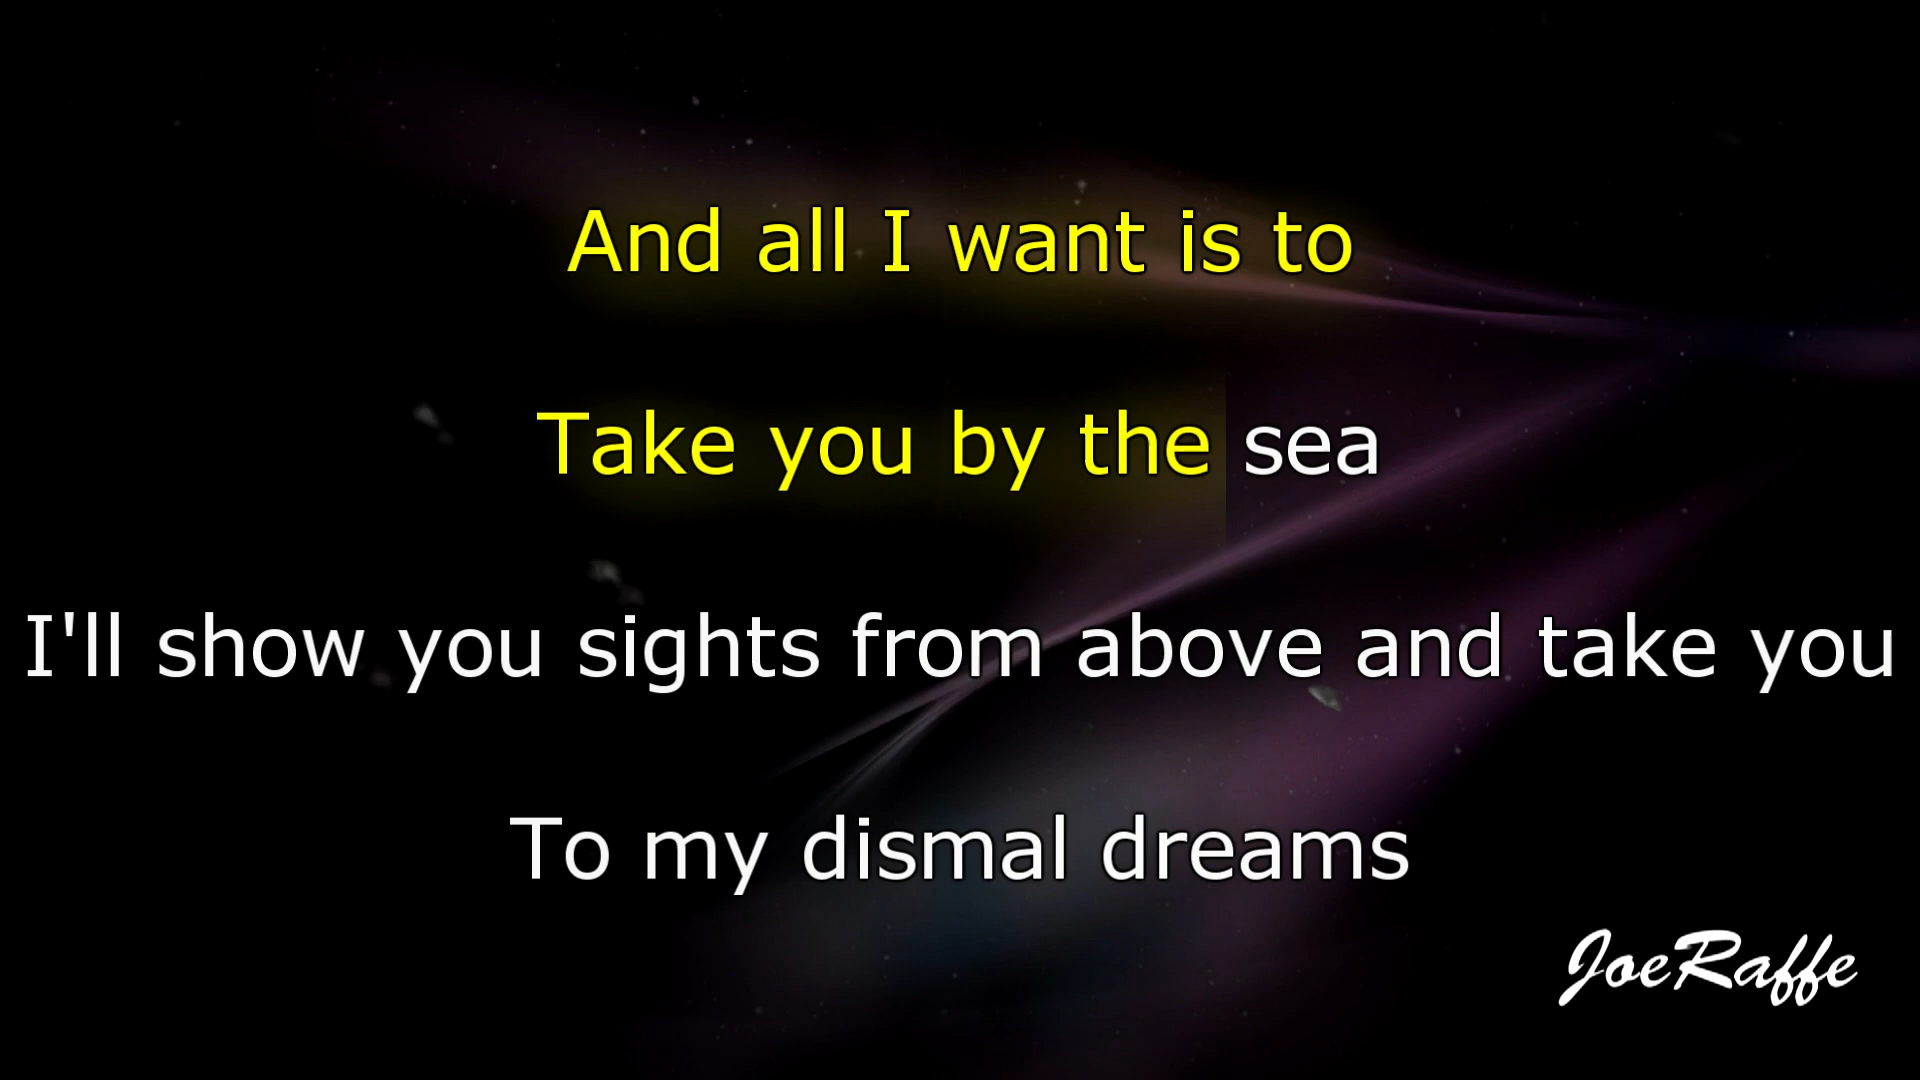 And all I want is to
Take you by the sea
I'll show you sights from above and take you
To my dismal dreams
JoeRaffe